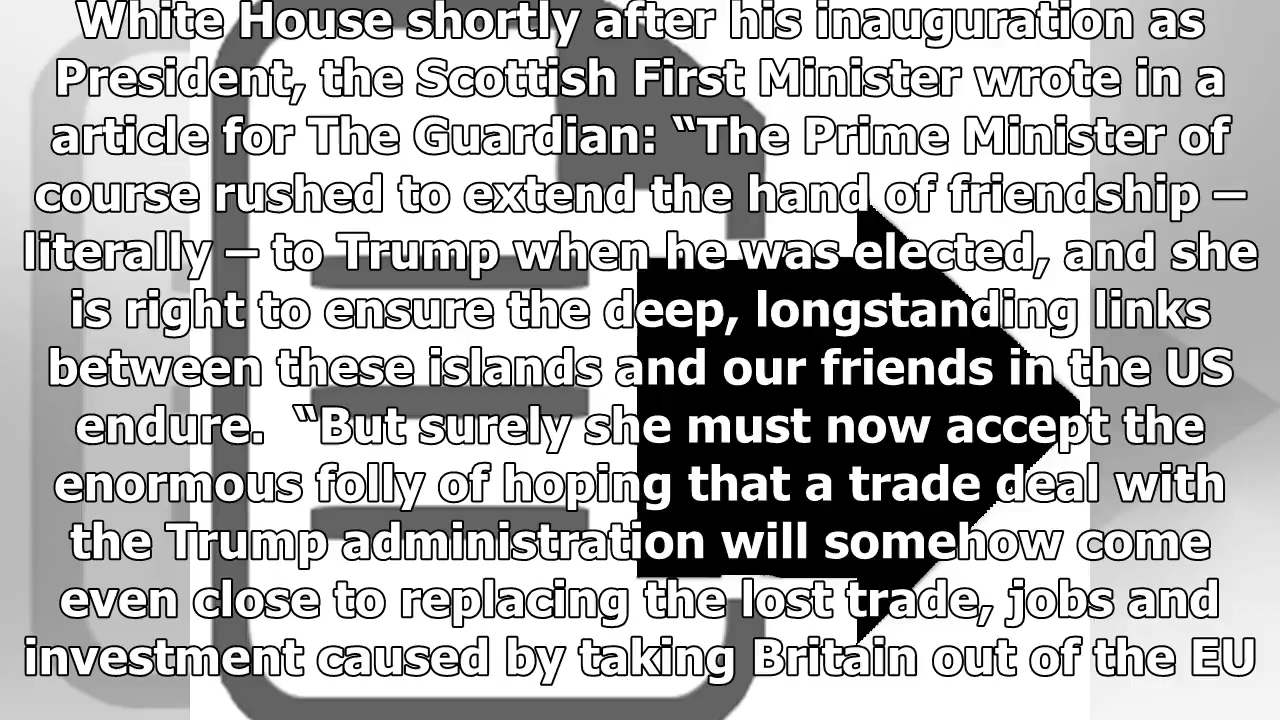 White House shortly after his inauguration as
President, the Scottish First Minister wrote in a
article for The Guardian: “The Prime Minister of
course rushed to extend the hand of friendship –
literally – to Trump when he was elected, and she
is right to ensure the deep, longstanding links
between these islands and our friends in the US
endure.  “But surely she must now accept the
enormous folly of hoping that a trade deal with
the Trump administration will somehow come
even close to replacing the lost trade, jobs and
investment caused by taking Britain out of the EU